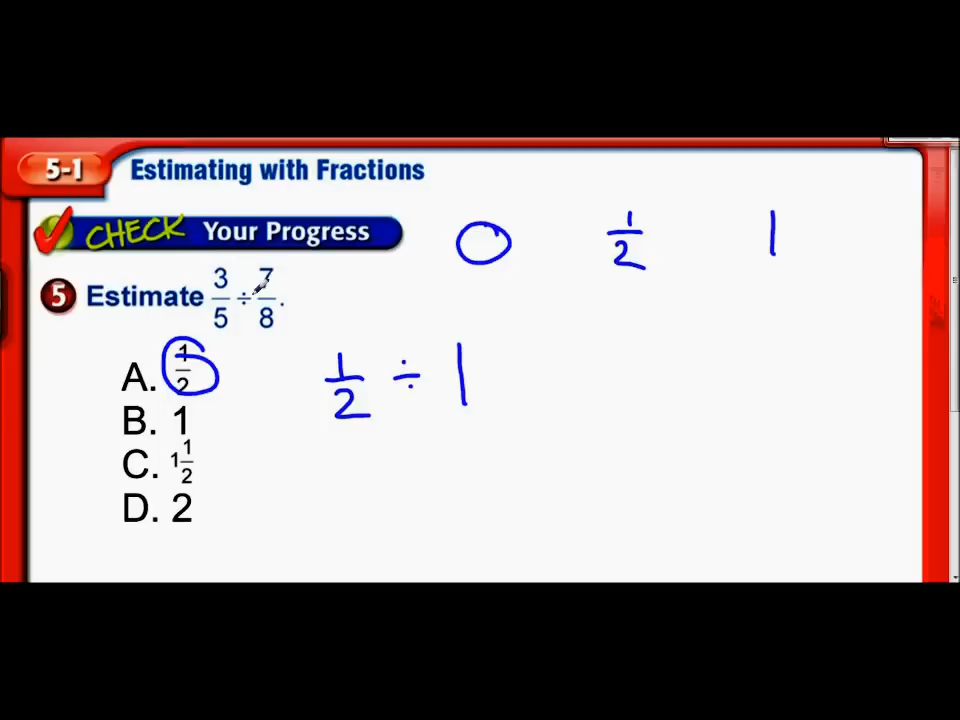 5-1 Estimating with Fractions
CHECK Your Progress
0 1/2 1
5 Estimate 3/5 ÷ 7/8.
A. 1/2
1/2 ÷ 1
B. 1
C. 1 1/2
D. 2